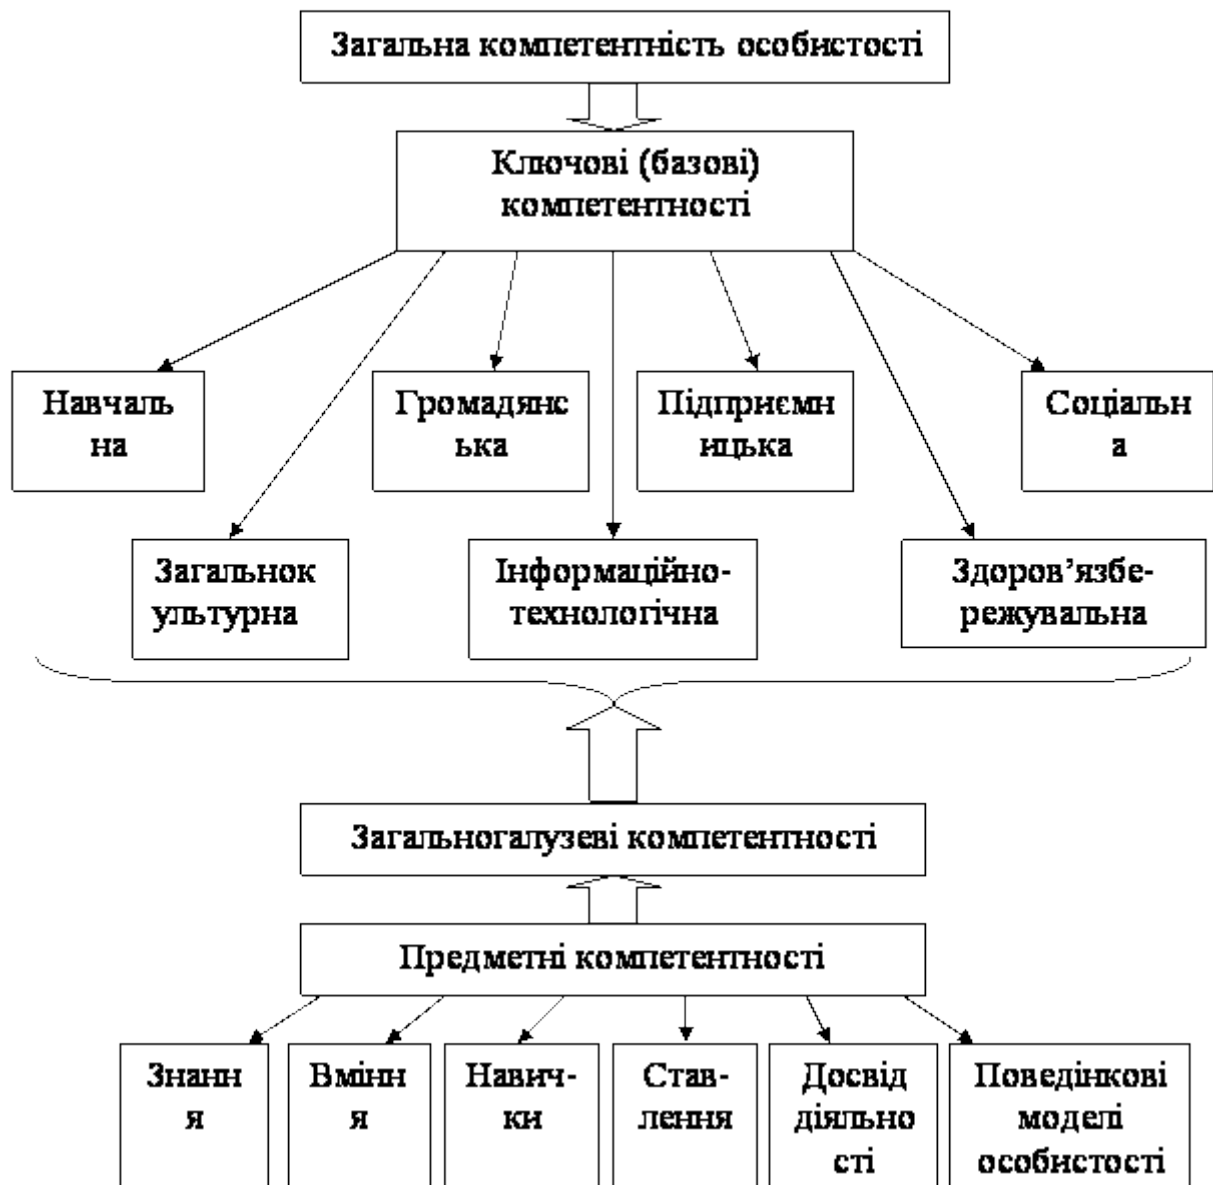 Загальна компетентність особистості
Ключові (базові)
компетентності
Навчаль
на
Громадянс
ька
Підприємн
ицька
Соціальн
а
Загальнок
ультурна
Інформаційно-
технологічна
Здоров’язбе-
режувальна
Загальногалузеві компетентності
Предметні компетентності
Знанн
я
Вмінн
я
Навич-
ки
Став-
лення
Досвід
діяльно
сті
Поведінкові
моделі
особистості